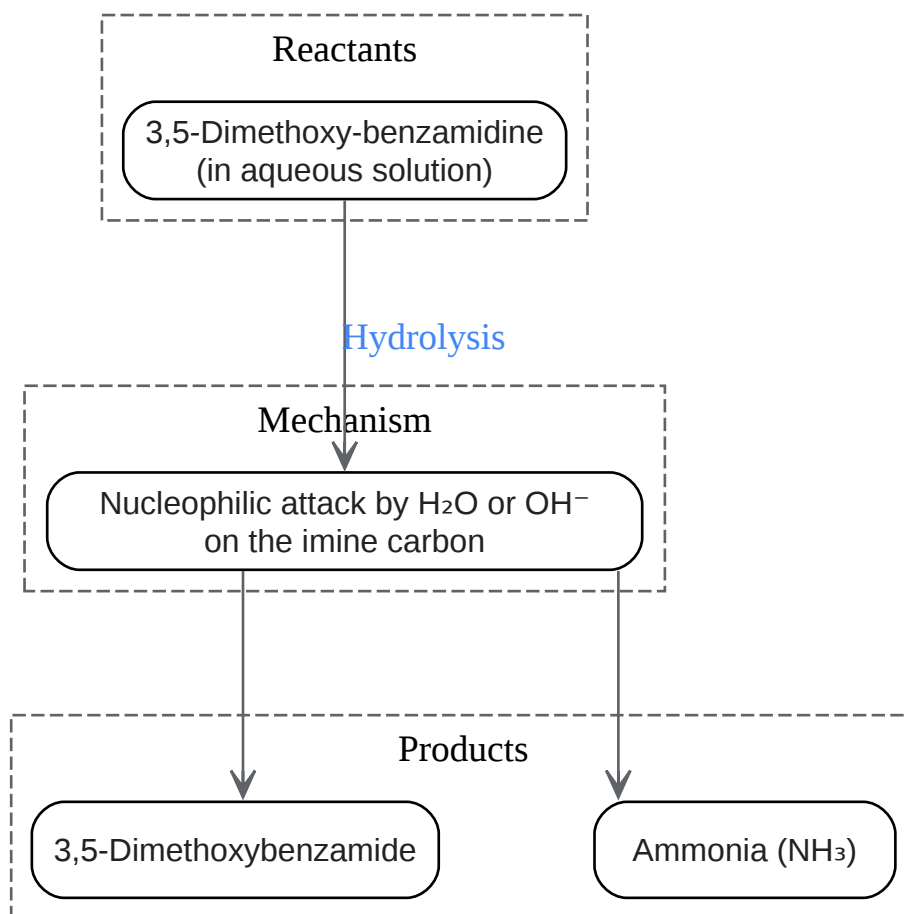 Reactants
3,5-Dimethoxy-benzamidine
(in aqueous solution)
Hydrolysis
Mechanism
Nucleophilic attack by H₂O or OH⁻
on the imine carbon
Products
3,5-Dimethoxybenzamide
Ammonia (NH₃)